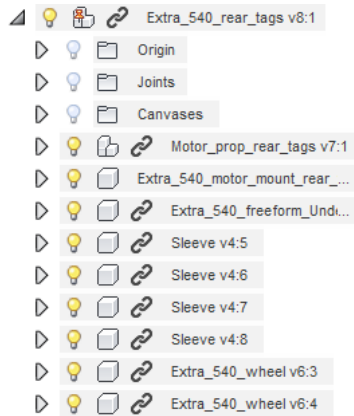 Extra_540_rear_tags v8:1
Origin
Joints
Canvases
Motor_prop_rear_tags v7:1
Extra_540_motor_mount_rear_...
Extra_540_freeform_Und...
Sleeve v4:5
Sleeve v4:6
Sleeve v4:7
Sleeve v4:8
Extra_540_wheel v6:3
Extra_540_wheel v6:4